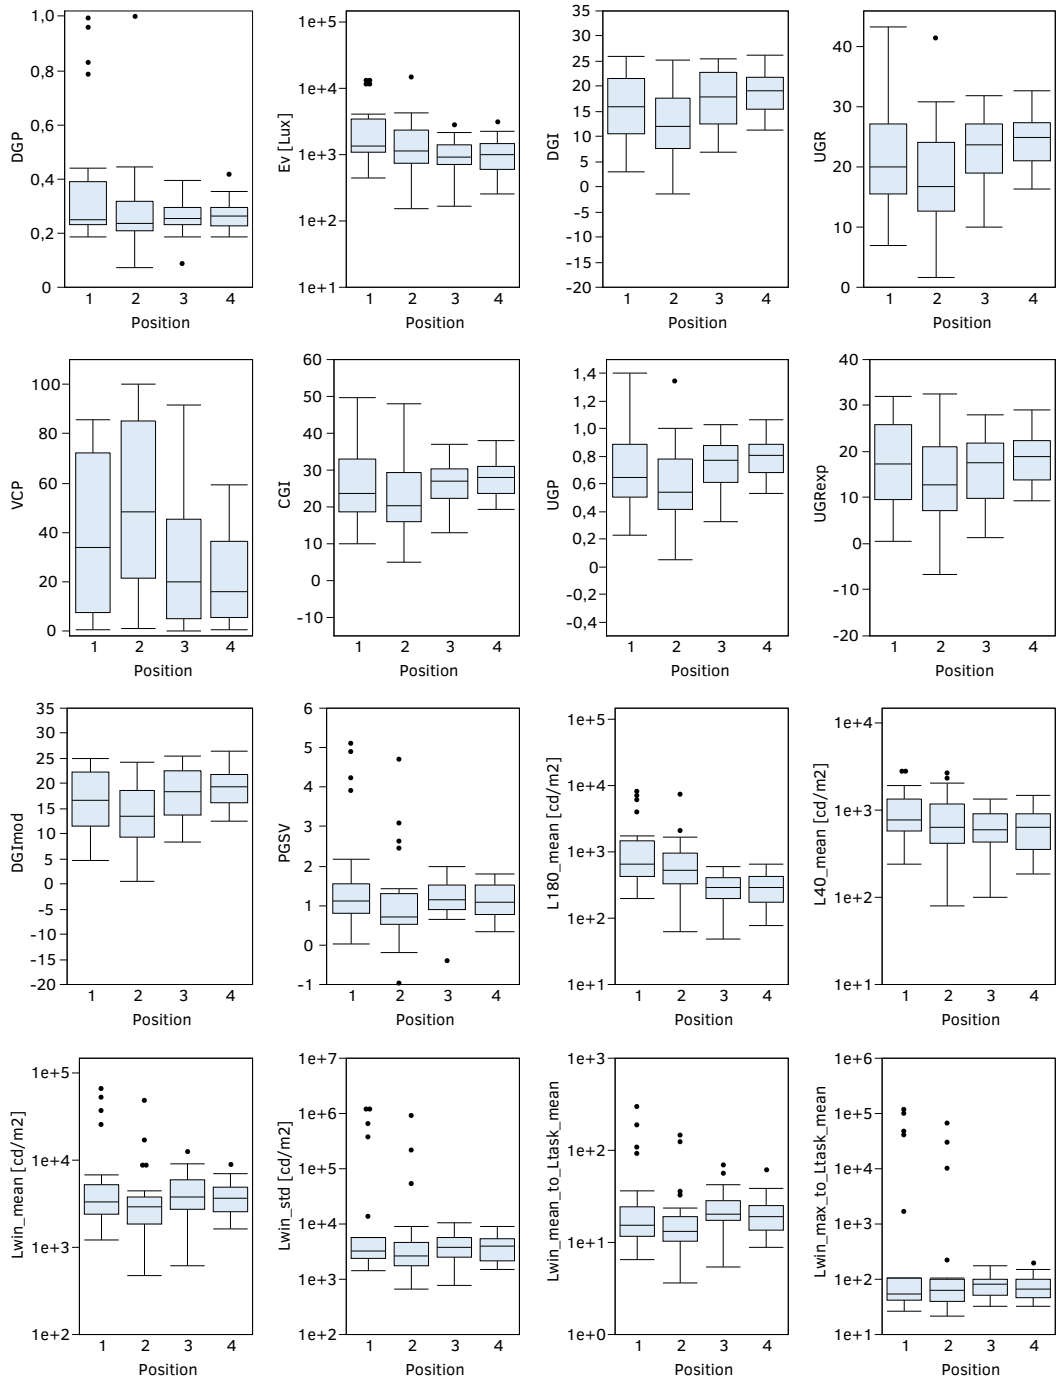 DGP
1,0
0,8
0,6
0,4
0,2
0
1 2 3 4
Position
Ev [Lux]
1e+5
1e+4
1e+3
1e+2
1e+1
1 2 3 4
Position
DGI
35
30
25
20
15
10
5
0
-5
-10
-15
-20
1 2 3 4
Position
UGR
40
30
20
10
0
1 2 3 4
Position
VCP
100
80
60
40
20
0
1 2 3 4
Position
CGI
60
50
40
30
20
10
0
-10
1 2 3 4
Position
UGP
1,4
1,2
1,0
0,8
0,6
0,4
0,2
0
-0,2
-0,4
1 2 3 4
Position
UGRexp
40
30
20
10
0
-10
-20
1 2 3 4
Position
DGImod
35
30
25
20
15
10
5
0
-5
-10
-15
-20
1 2 3 4
Position
PGSV
6
5
4
3
2
1
0
-1
1 2 3 4
Position
L180_mean [cd/m2]
1e+5
1e+4
1e+3
1e+2
1e+1
1 2 3 4
Position
L40_mean [cd/m2]
1e+4
1e+3
1e+2
1e+1
1 2 3 4
Position
Lwin_mean [cd/m2]
1e+5
1e+4
1e+3
1e+2
1 2 3 4
Position
Lwin_std [cd/m2]
1e+7
1e+6
1e+5
1e+4
1e+3
1e+2
1 2 3 4
Position
Lwin_mean_to_Ltask_mean
1e+3
1e+2
1e+1
1e+0
1 2 3 4
Position
Lwin_max_to_Ltask_mean
1e+6
1e+5
1e+4
1e+3
1e+2
1e+1
1 2 3 4
Position